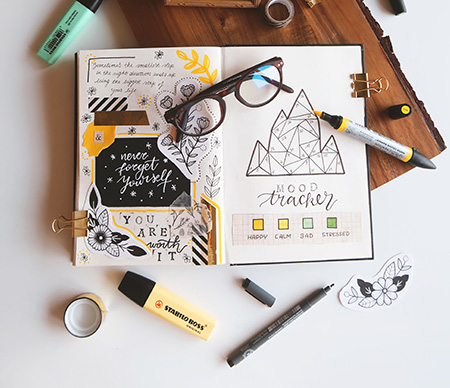 Sometimes the smallest step
in the right direction ends up
being the biggest step of
your life
&
never
forget
yourself
YOU
ARE
worth
IT
MOOD
tracker
HAPPY CALM SAD STRESSED
STABILO BOSS